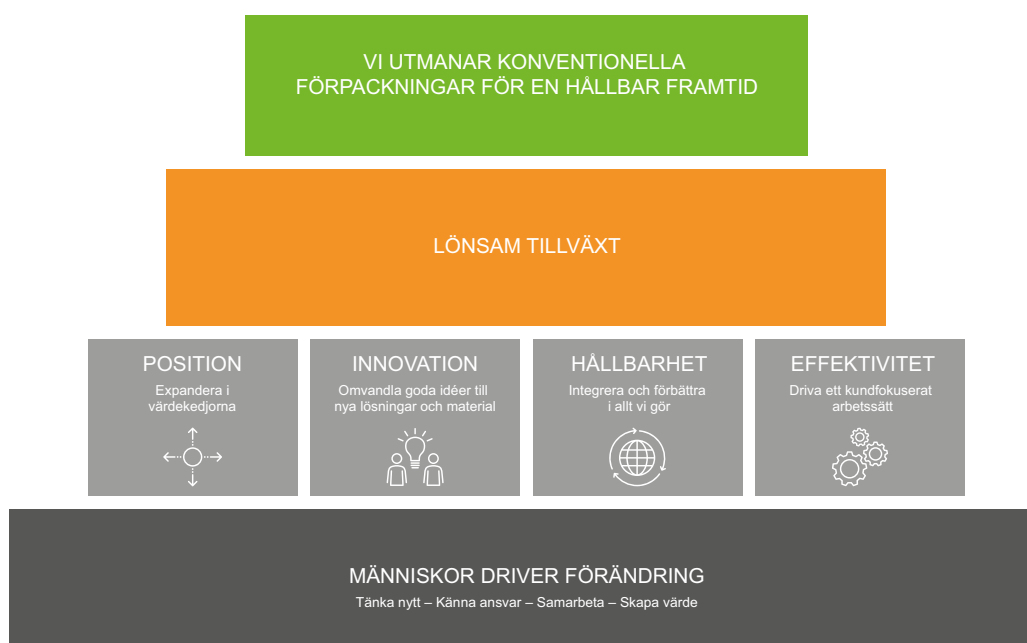 VI UTMANAR KONVENTIONELLA
FÖRPACKNINGAR FÖR EN HÅLLBAR FRAMTID
LÖNSAM TILLVÄXT
POSITION
Expandera i
värdekedjorna
INNOVATION
Omvandla goda idéer till
nya lösningar och material
HÅLLBARHET
Integrera och förbättra
i allt vi gör
EFFEKTIVITET
Driva ett kundfokuserat
arbetssätt
MÄNNISKOR DRIVER FÖRÄNDRING
Tänka nytt – Känna ansvar – Samarbeta – Skapa värde